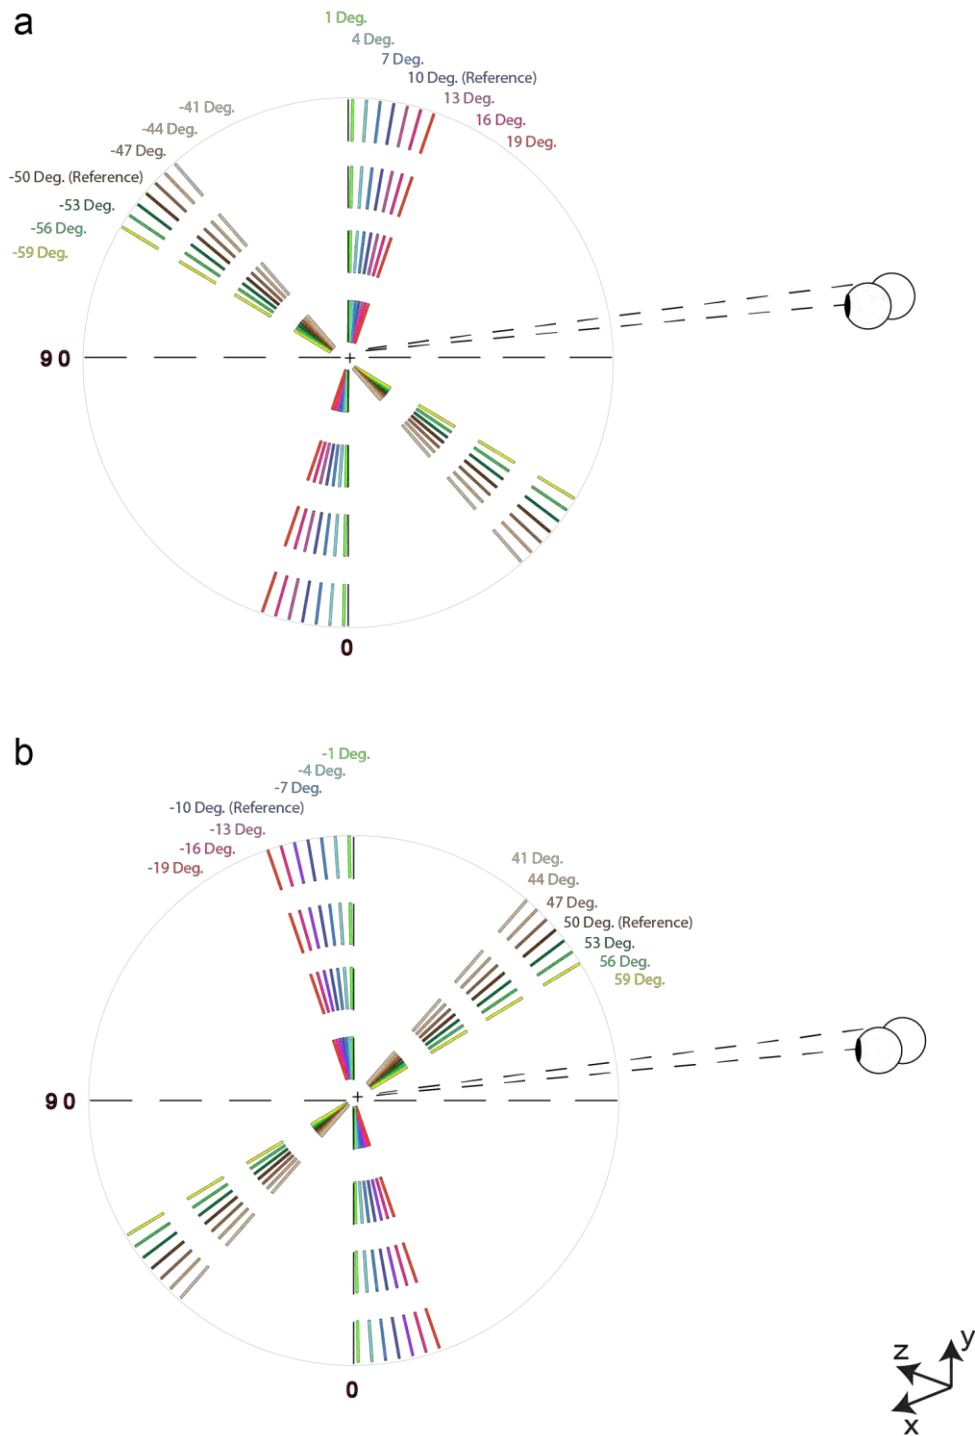 a
1 Deg.
4 Deg.
7 Deg.
10 Deg. (Reference)
13 Deg.
16 Deg.
19 Deg.
-41 Deg.
-44 Deg.
-47 Deg.
-50 Deg. (Reference)
-53 Deg.
-56 Deg.
-59 Deg.
90
0
b
-1 Deg.
-4 Deg.
-7 Deg.
-10 Deg. (Reference)
-13 Deg.
-16 Deg.
-19 Deg.
41 Deg.
44 Deg.
47 Deg.
50 Deg. (Reference)
53 Deg.
56 Deg.
59 Deg.
90
0
y
z
x